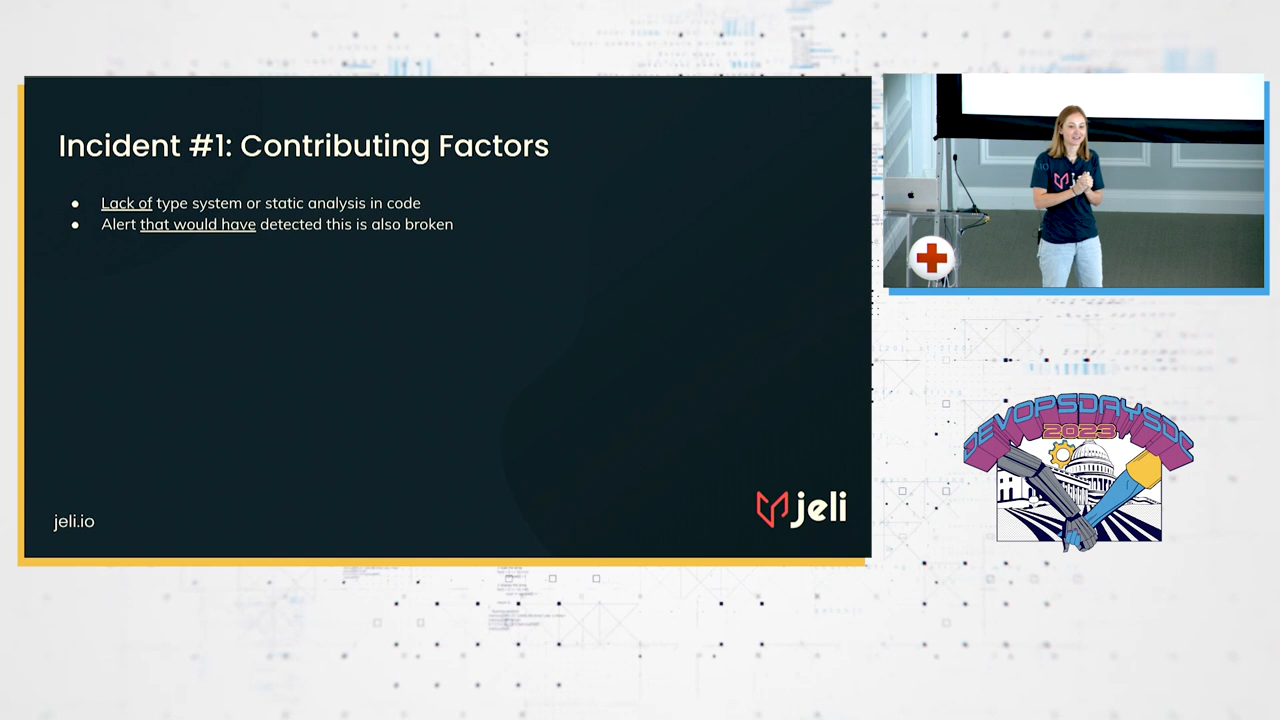 Incident #1: Contributing Factors
● Lack of type system or static analysis in code
● Alert that would have detected this is also broken
jeli.io
jeli
DEVOPSDAYSDC
2023